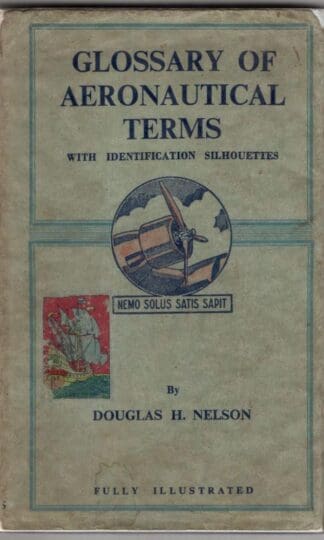 GLOSSARY OF
AERONAUTICAL
TERMS
WITH IDENTIFICATION SILHOUETTES
NEMO SOLUS SATIS SAPIT
By
DOUGLAS H. NELSON
FULLY ILLUSTRATED